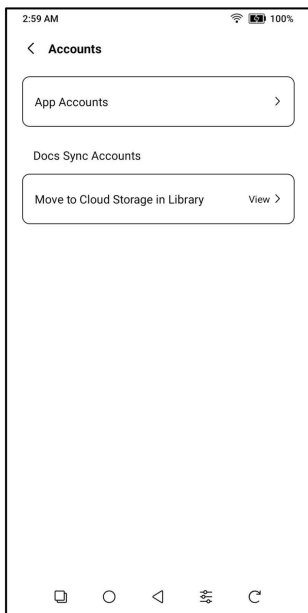 2:59 AM 100%
Accounts
App Accounts
Docs Sync Accounts
Move to Cloud Storage in Library View